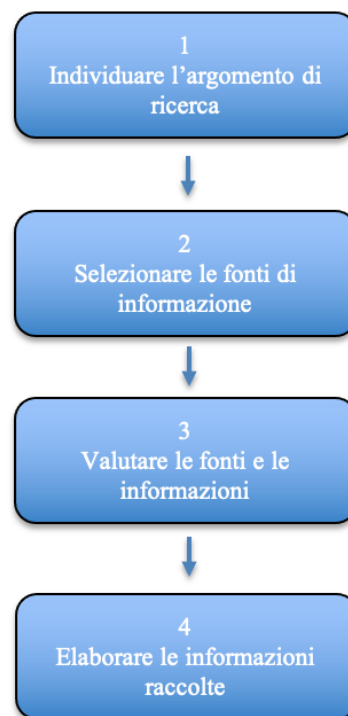 1
Individuare l’argomento di
ricerca
2
Selezionare le fonti di
informazione
3
Valutare le fonti e le
informazioni
4
Elaborare le informazioni
raccolte